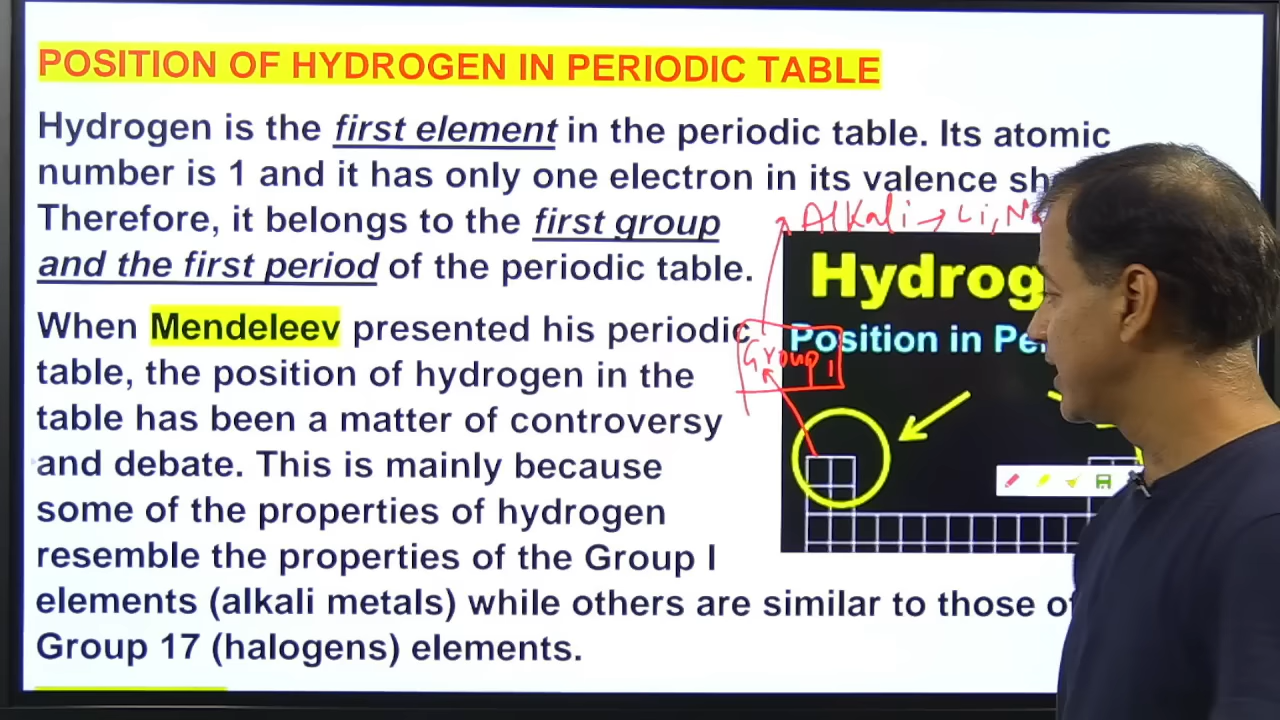 POSITION OF HYDROGEN IN PERIODIC TABLE
Hydrogen is the first element in the periodic table. Its atomic
number is 1 and it has only one electron in its valence
Therefore, it belongs to the first group
and the first period of the periodic table.
Alkali → Li,
Hydrog
Position in
Group 1
When Mendeleev presented his periodic
table, the position of hydrogen in the
table has been a matter of controversy
and debate. This is mainly because
some of the properties of hydrogen
resemble the properties of the Group I
elements (alkali metals) while others are similar to those of
Group 17 (halogens) elements.